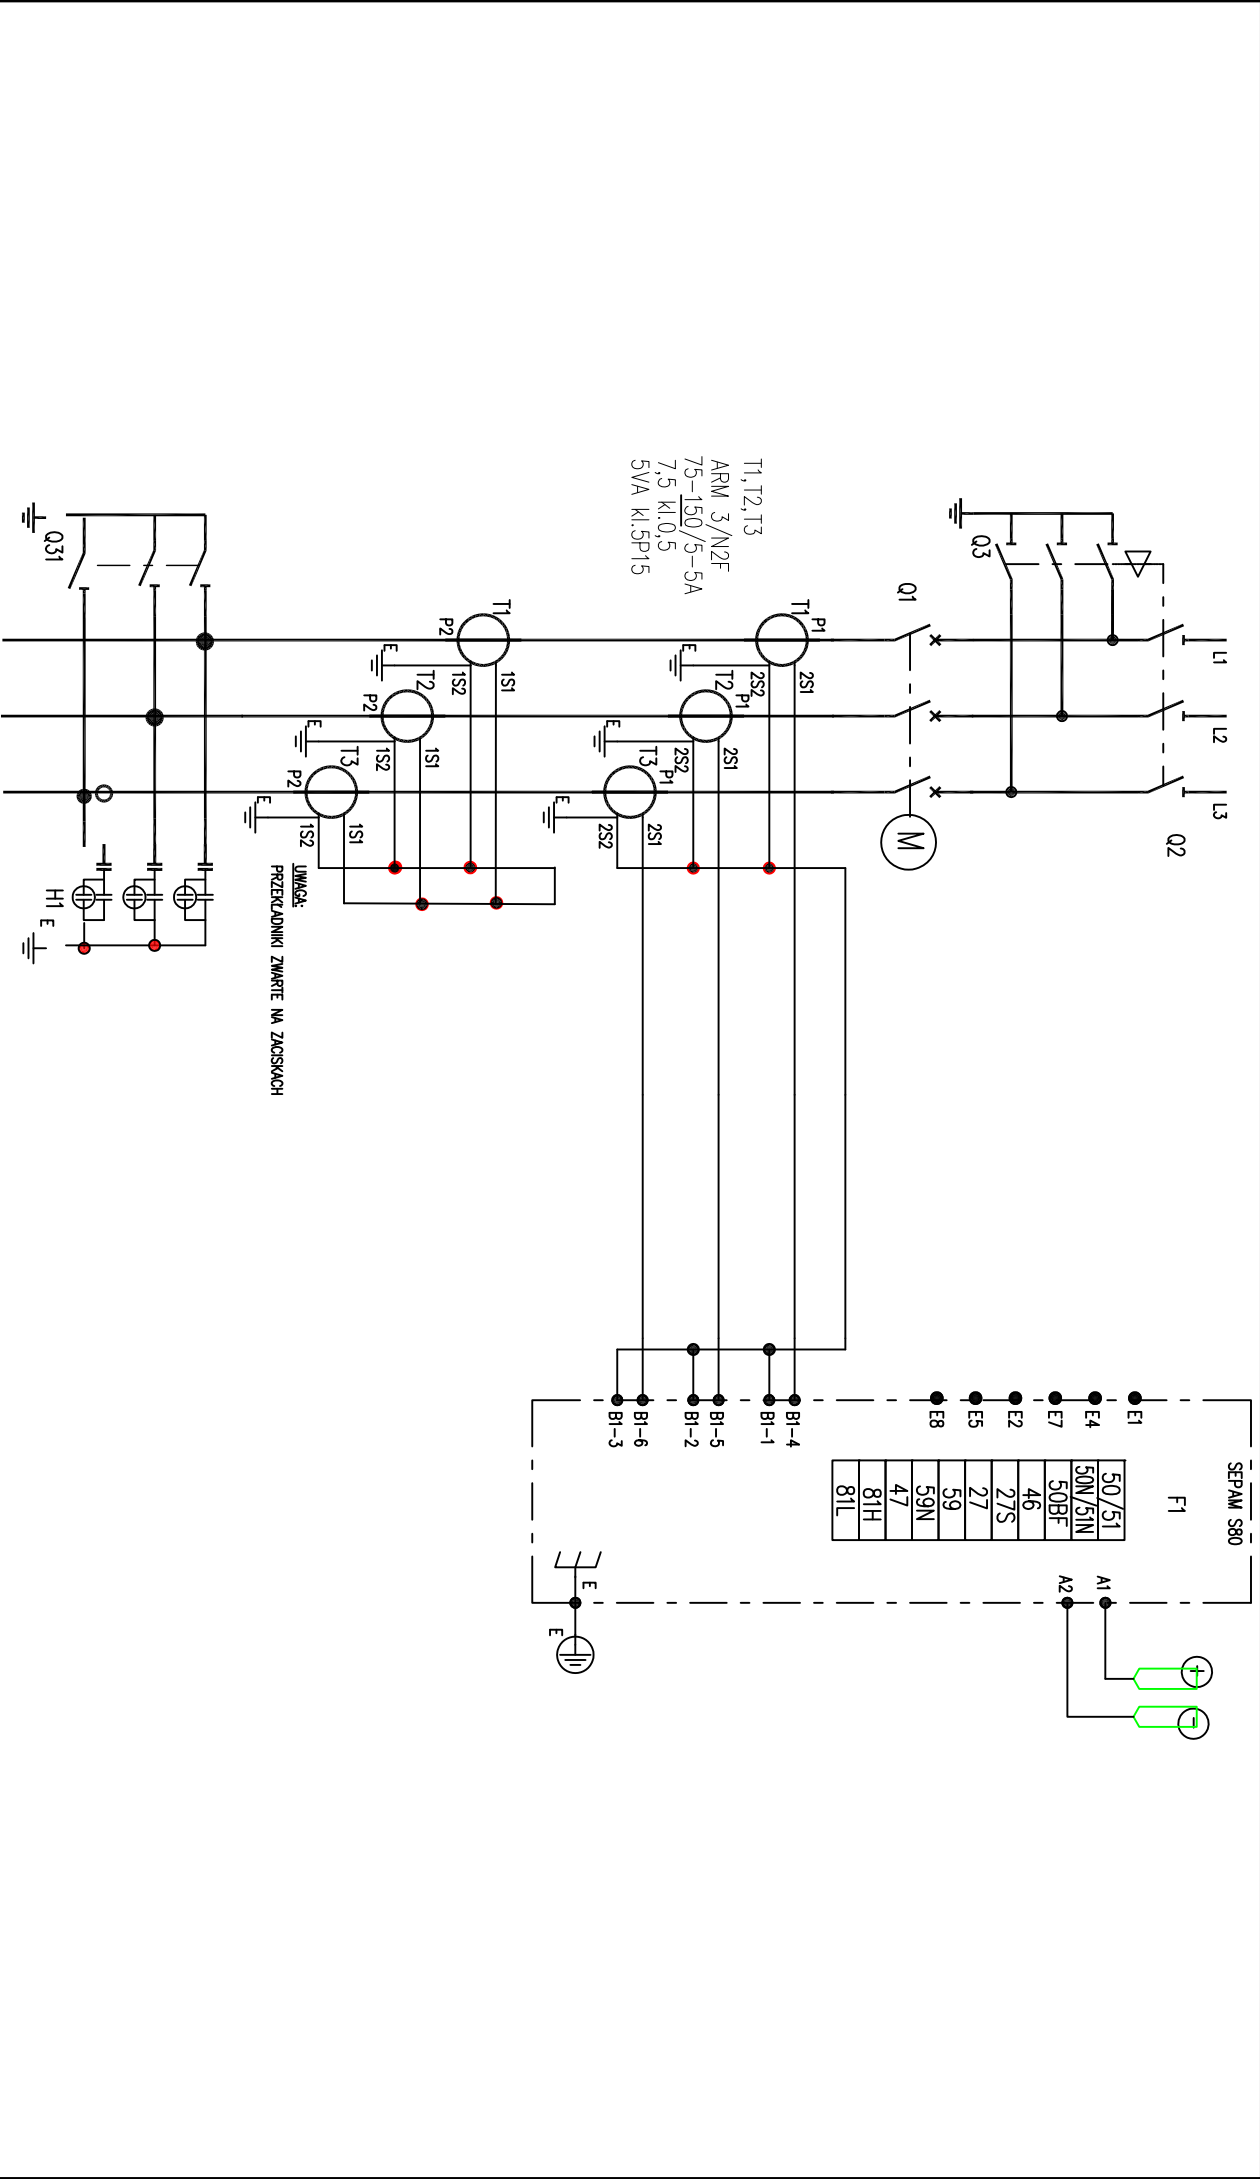 L1
L2
L3
Q2
Q3
Q1
T1,T2,T3
ARM 3/N2F
75-150/5-5A
7,5 kl.0,5
5VA kl.5P15
M
T1
P1
2S1
2S2
E
T2
P1
2S1
2S2
E
T3
P1
2S1
2S2
E
T1
P2
1S1
1S2
E
T2
P2
1S1
1S2
E
T3
P2
1S1
1S2
E
UWAGA:
PRZEKŁADNIKI ZWARTE NA ZACISKACH
Q31
H1
E
SEPAM S80
F1
E1
E4
E7
E2
E5
E8
B1-4
B1-1
B1-5
B1-2
B1-6
B1-3
50/51
50N/51N
50BF
46
27S
27
59
59N
47
81H
81L
A1
A2
+
-
E
E